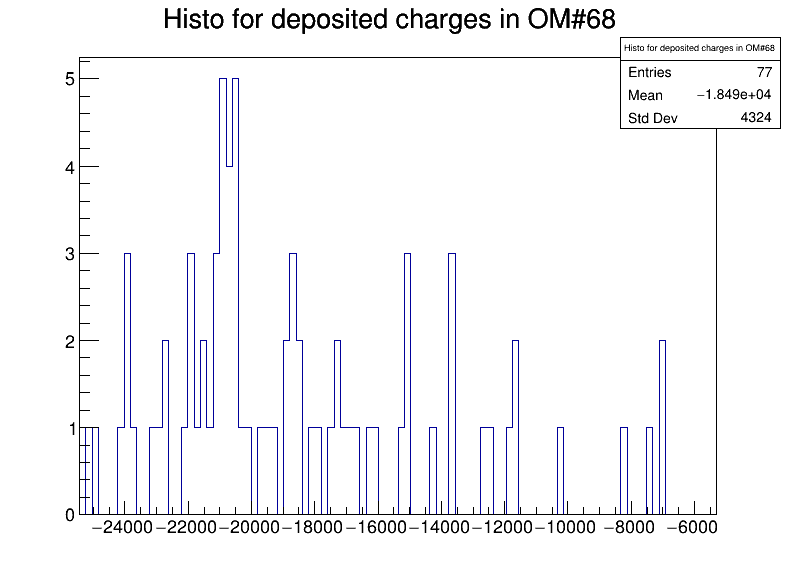 Histo for deposited charges in OM#68
Histo for deposited charges in OM#68
Entries 77
Mean −1.849e+04
Std Dev 4324
5
4
3
2
1
0
−24000 −22000 −20000 −18000 −16000 −14000 −12000 −10000 −8000 −6000